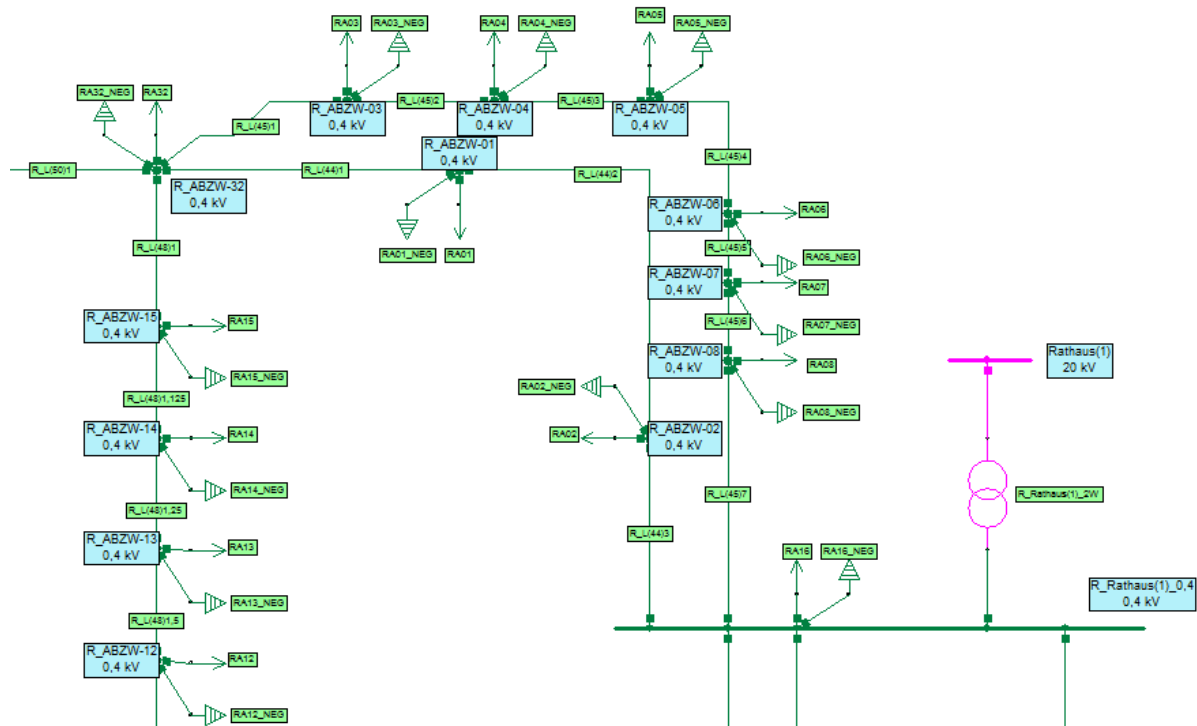 RA03
RA03_NEG
RA04
RA04_NEG
RA05
RA05_NEG
RA32_NEG
RA32
R_ABZW-03
0,4 kV
R_L(45)2
R_ABZW-04
0,4 kV
R_L(45)3
R_ABZW-05
0,4 kV
R_L(45)1
R_ABZW-01
0,4 kV
R_L(45)4
R_L(50)1
R_ABZW-32
0,4 kV
R_L(44)1
R_L(44)2
RA01_NEG
RA01
R_ABZW-06
0,4 kV
RA06
R_L(48)1
R_L(45)5
RA06_NEG
R_ABZW-07
0,4 kV
RA07
R_ABZW-15
0,4 kV
RA15
R_L(45)6
RA07_NEG
R_ABZW-08
0,4 kV
RA08
Rathaus(1)
20 kV
RA15_NEG
RA02_NEG
R_L(48)1,125
RA08_NEG
R_ABZW-14
0,4 kV
RA14
RA02
R_ABZW-02
0,4 kV
RA14_NEG
R_L(45)7
R_Rathaus(1)_2W
R_L(48)1,25
R_L(44)3
R_ABZW-13
0,4 kV
RA13
RA16
RA16_NEG
RA13_NEG
R_Rathaus(1)_0,4
0,4 kV
R_L(48)1,5
R_ABZW-12
0,4 kV
RA12
RA12_NEG